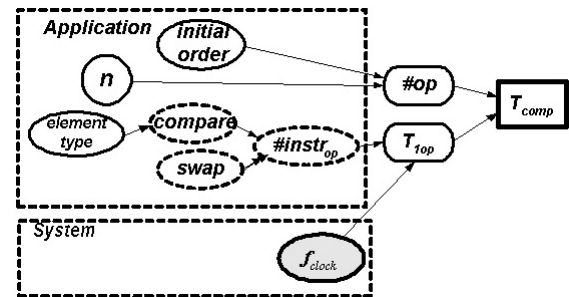 Application
initial
order
n
#op
T_comp
element
type
compare
swap
#instr_op
T_1op
System
f_clock